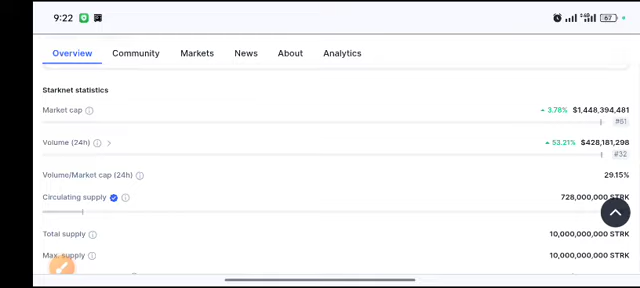 9:22
67
Overview Community Markets News About Analytics
Starknet statistics
Market cap 3.78% $1,448,394,481
#61
Volume (24h) 53.21% $428,181,298
#32
Volume/Market cap (24h) 29.15%
Circulating supply 728,000,000 STRK
Total supply 10,000,000,000 STRK
Max. supply 10,000,000,000 STRK